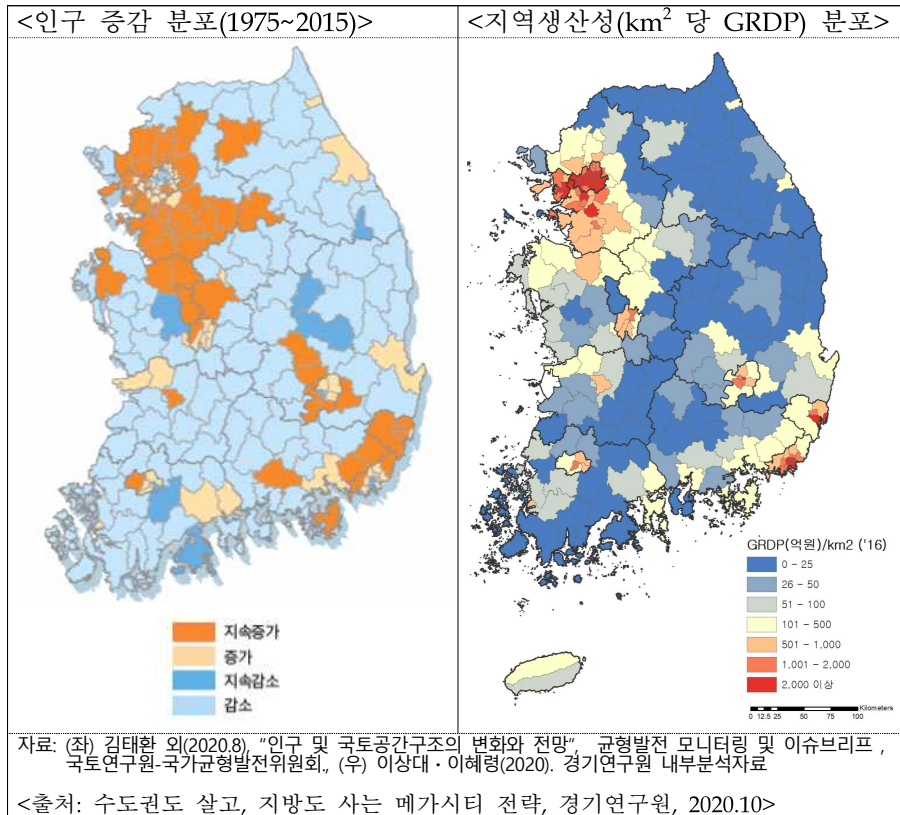 <인구 증감 분포(1975~2015)>
<지역생산성(km² 당 GRDP) 분포>
지속증가
증가
지속감소
감소
GRDP(억원)/km2 ('16)
0 - 25
26 - 50
51 - 100
101 - 500
501 - 1,000
1,001 - 2,000
2,000 이상
Kilometers
0 12.5 25 50 75 100
자료: (좌) 김태환 외(2020.8), "인구 및 국토공간구조의 변화와 전망", 균형발전 모니터링 및 이슈브리프,
국토연구원-국가균형발전위원회., (우) 이상대・이혜령(2020). 경기연구원 내부분석자료
<출처: 수도권도 살고, 지방도 사는 메가시티 전략, 경기연구원, 2020.10>